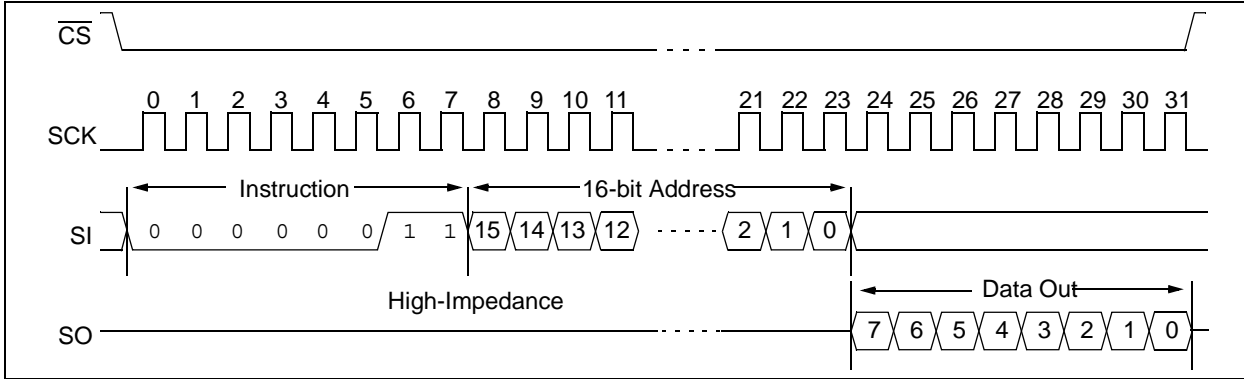 CS
0 1 2 3 4 5 6 7 8 9 10 11 21 22 23 24 25 26 27 28 29 30 31
SCK
Instruction 16-bit Address
SI 0 0 0 0 0 0 1 1 15 14 13 12 2 1 0
High-Impedance Data Out
SO 7 6 5 4 3 2 1 0